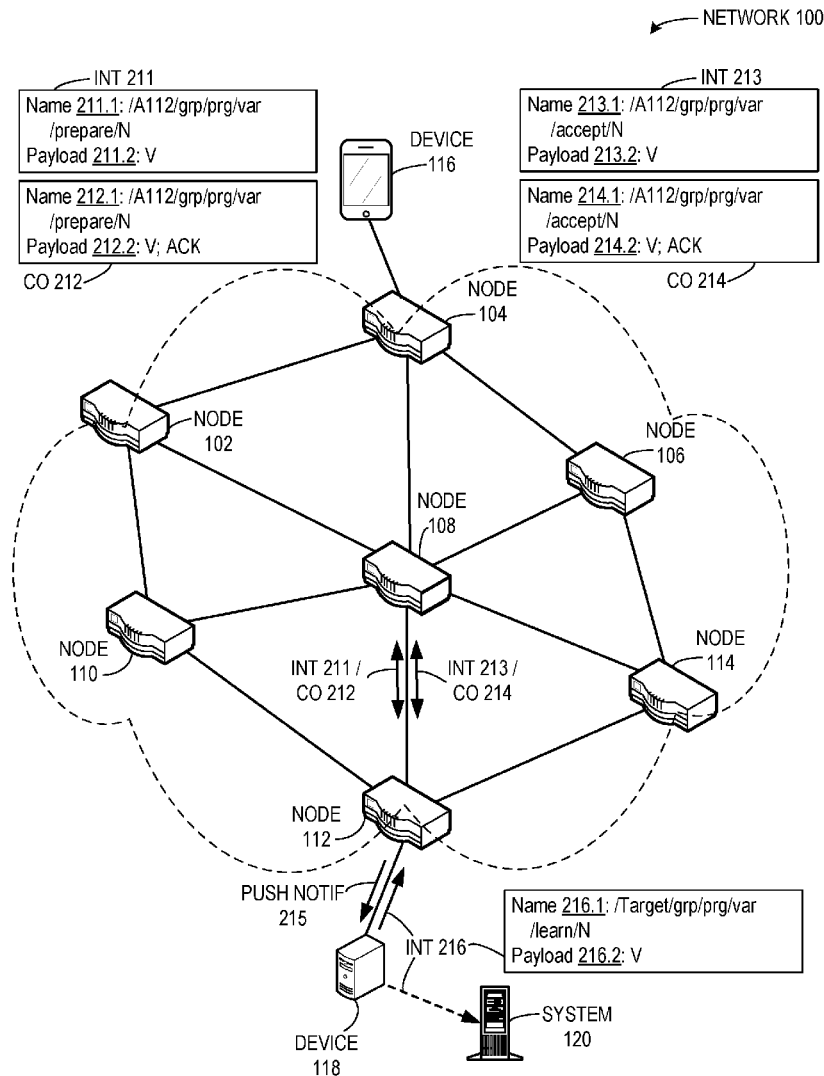 NETWORK 100
INT 211
Name 211.1: /A112/grp/prg/var
/prepare/N
Payload 211.2: V
Name 212.1: /A112/grp/prg/var
/prepare/N
Payload 212.2: V; ACK
CO 212
INT 213
Name 213.1: /A112/grp/prg/var
/accept/N
Payload 213.2: V
Name 214.1: /A112/grp/prg/var
/accept/N
Payload 214.2: V; ACK
CO 214
DEVICE
116
NODE
104
NODE
102
NODE
106
NODE
108
NODE
110
INT 211 /
CO 212
INT 213 /
CO 214
NODE
114
NODE
112
PUSH NOTIF
215
INT 216
Name 216.1: /Target/grp/prg/var
/learn/N
Payload 216.2: V
DEVICE
118
SYSTEM
120